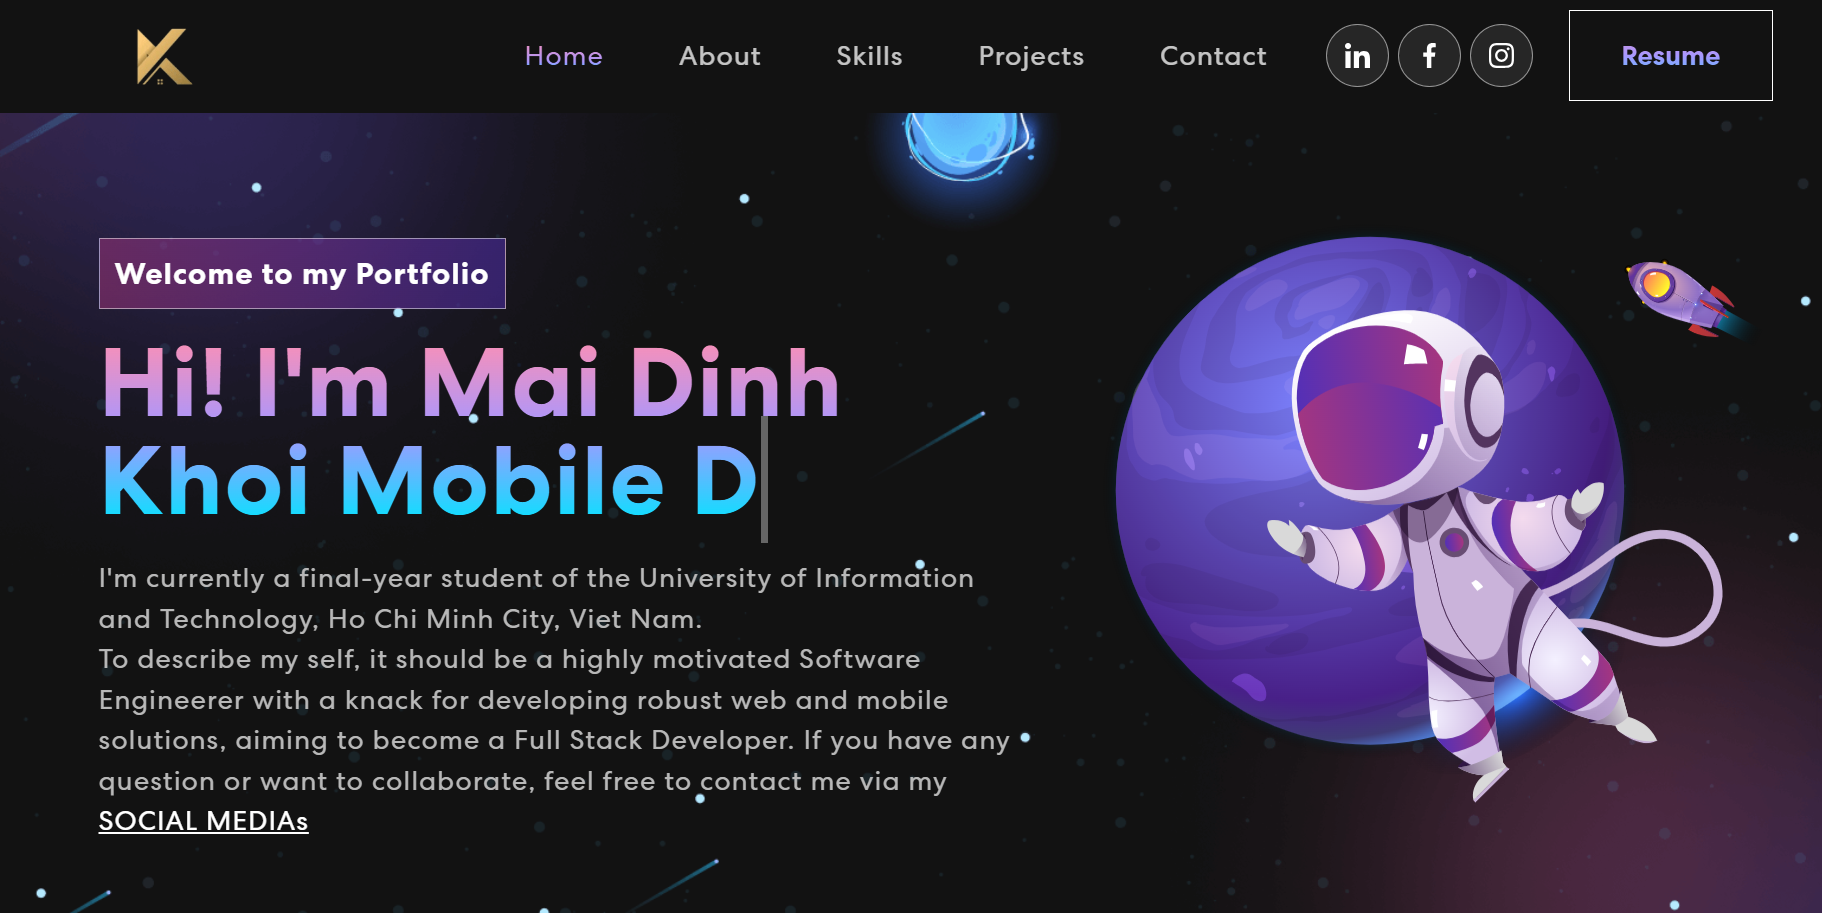 K
Home
About
Skills
Projects
Contact
in
f
Resume
Welcome to my Portfolio
Hi! I'm Mai Dinh
Khoi Mobile D
I'm currently a final-year student of the University of Information
and Technology, Ho Chi Minh City, Viet Nam.
To describe my self, it should be a highly motivated Software
Engineerer with a knack for developing robust web and mobile
solutions, aiming to become a Full Stack Developer. If you have any
question or want to collaborate, feel free to contact me via my
SOCIAL MEDIAs